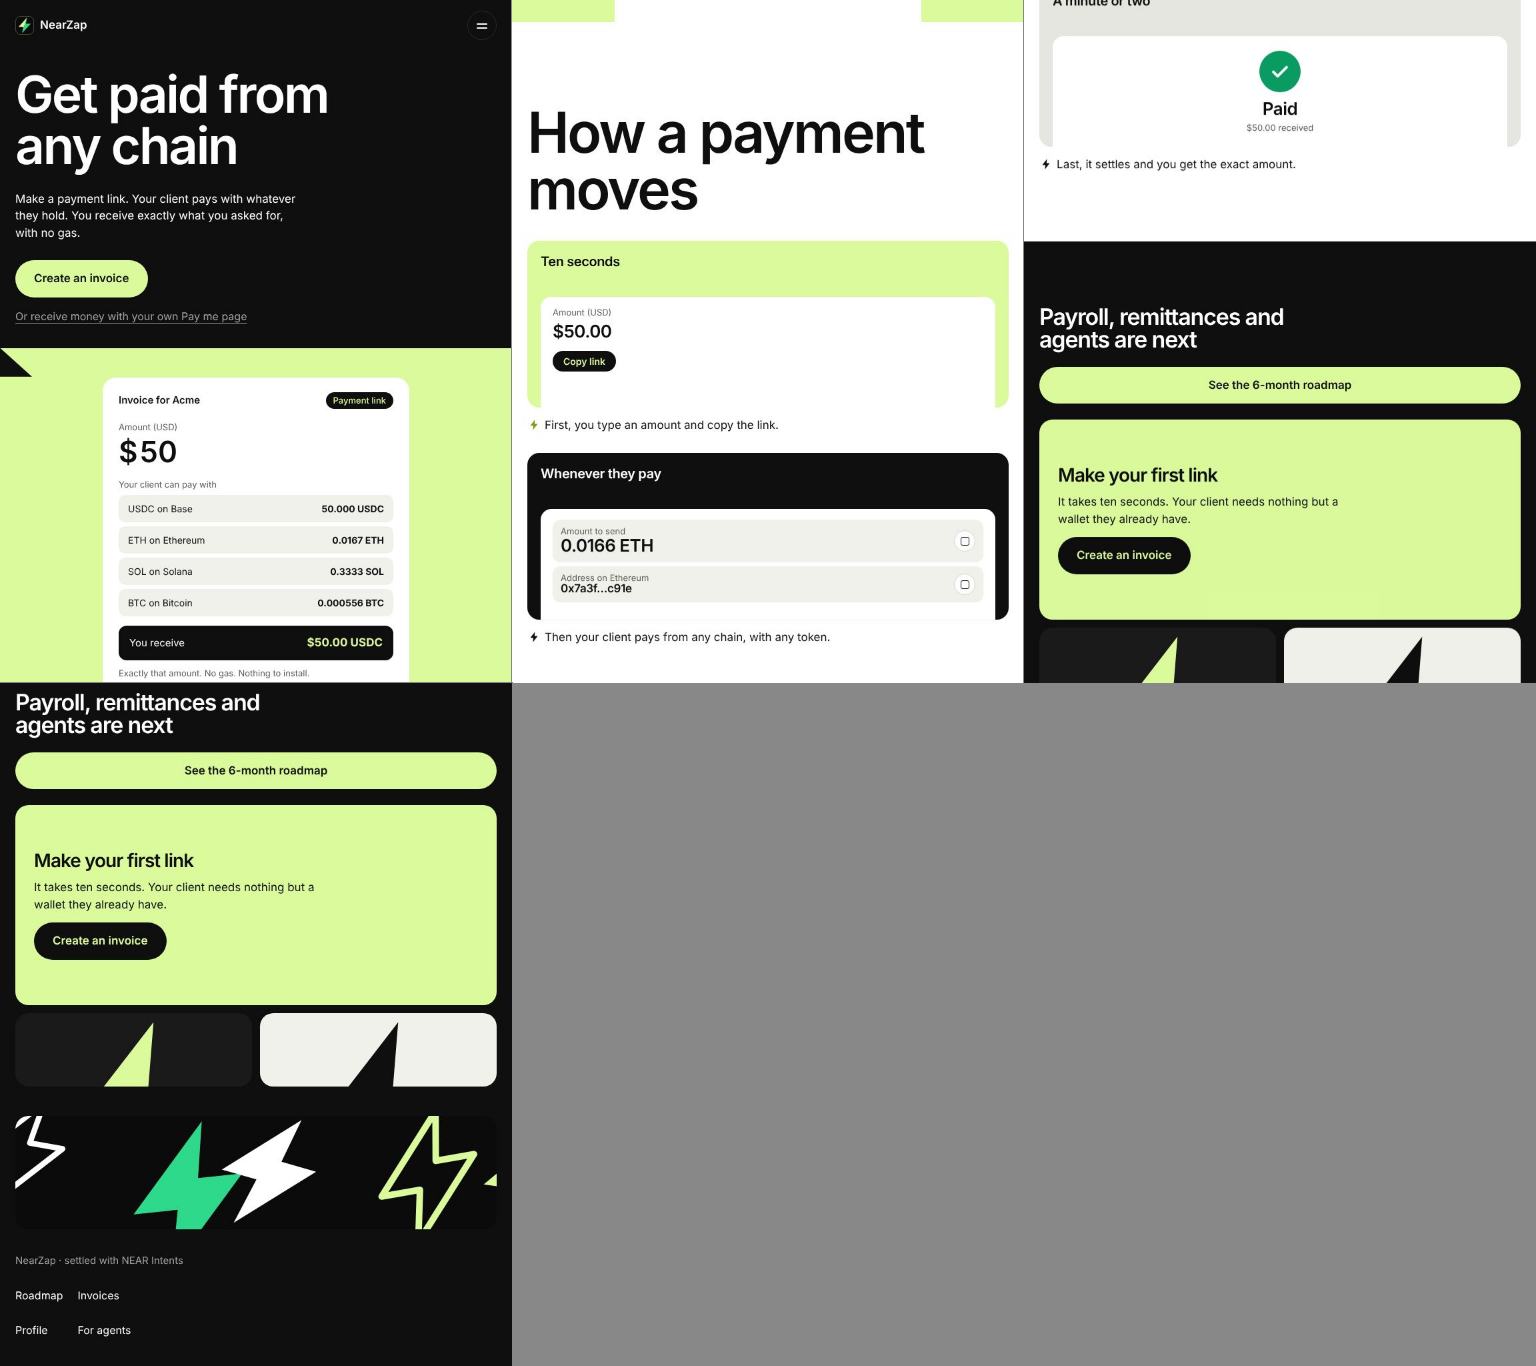 NearZap
Get paid from
any chain
Make a payment link. Your client pays with whatever
they hold. You receive exactly what you asked for,
with no gas.
Create an invoice
Or receive money with your own Pay me page
Invoice for Acme
Payment link
Amount (USD)
$50
Your client can pay with
USDC on Base
50.000 USDC
ETH on Ethereum
0.0167 ETH
SOL on Solana
0.3333 SOL
BTC on Bitcoin
0.000556 BTC
You receive
$50.00 USDC
Exactly that amount. No gas. Nothing to install.
How a payment
moves
Ten seconds
Amount (USD)
$50.00
Copy link
First, you type an amount and copy the link.
Whenever they pay
Amount to send
0.0166 ETH
Address on Ethereum
0x7a3f...c91e
Then your client pays from any chain, with any token.
A minute or two
Paid
$50.00 received
Last, it settles and you get the exact amount.
Payroll, remittances and
agents are next
See the 6-month roadmap
Make your first link
It takes ten seconds. Your client needs nothing but a
wallet they already have.
Create an invoice
Payroll, remittances and
agents are next
See the 6-month roadmap
Make your first link
It takes ten seconds. Your client needs nothing but a
wallet they already have.
Create an invoice
NearZap · settled with NEAR Intents
Roadmap
Invoices
Profile
For agents